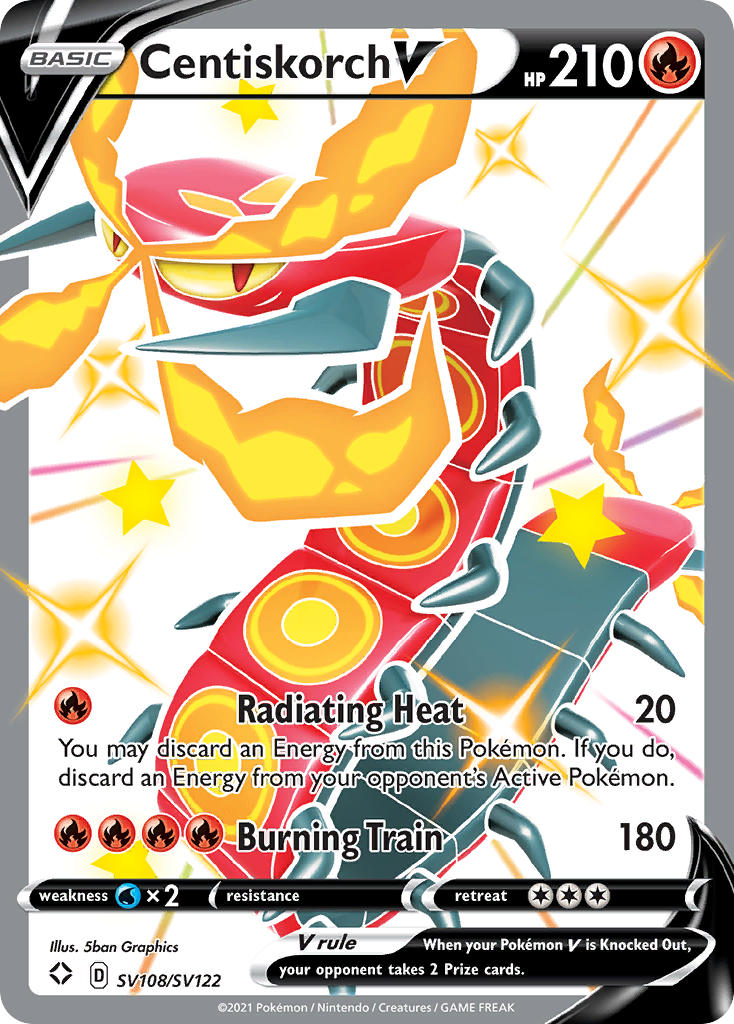 BASIC Centiskorch V HP 210
Radiating Heat 20
You may discard an Energy from this Pokémon. If you do,
discard an Energy from your opponent's Active Pokémon.
Burning Train 180
weakness ×2 resistance retreat
Illus. 5ban Graphics
V rule When your Pokémon V is Knocked Out,
your opponent takes 2 Prize cards.
D SV108/SV122
©2021 Pokémon / Nintendo / Creatures / GAME FREAK